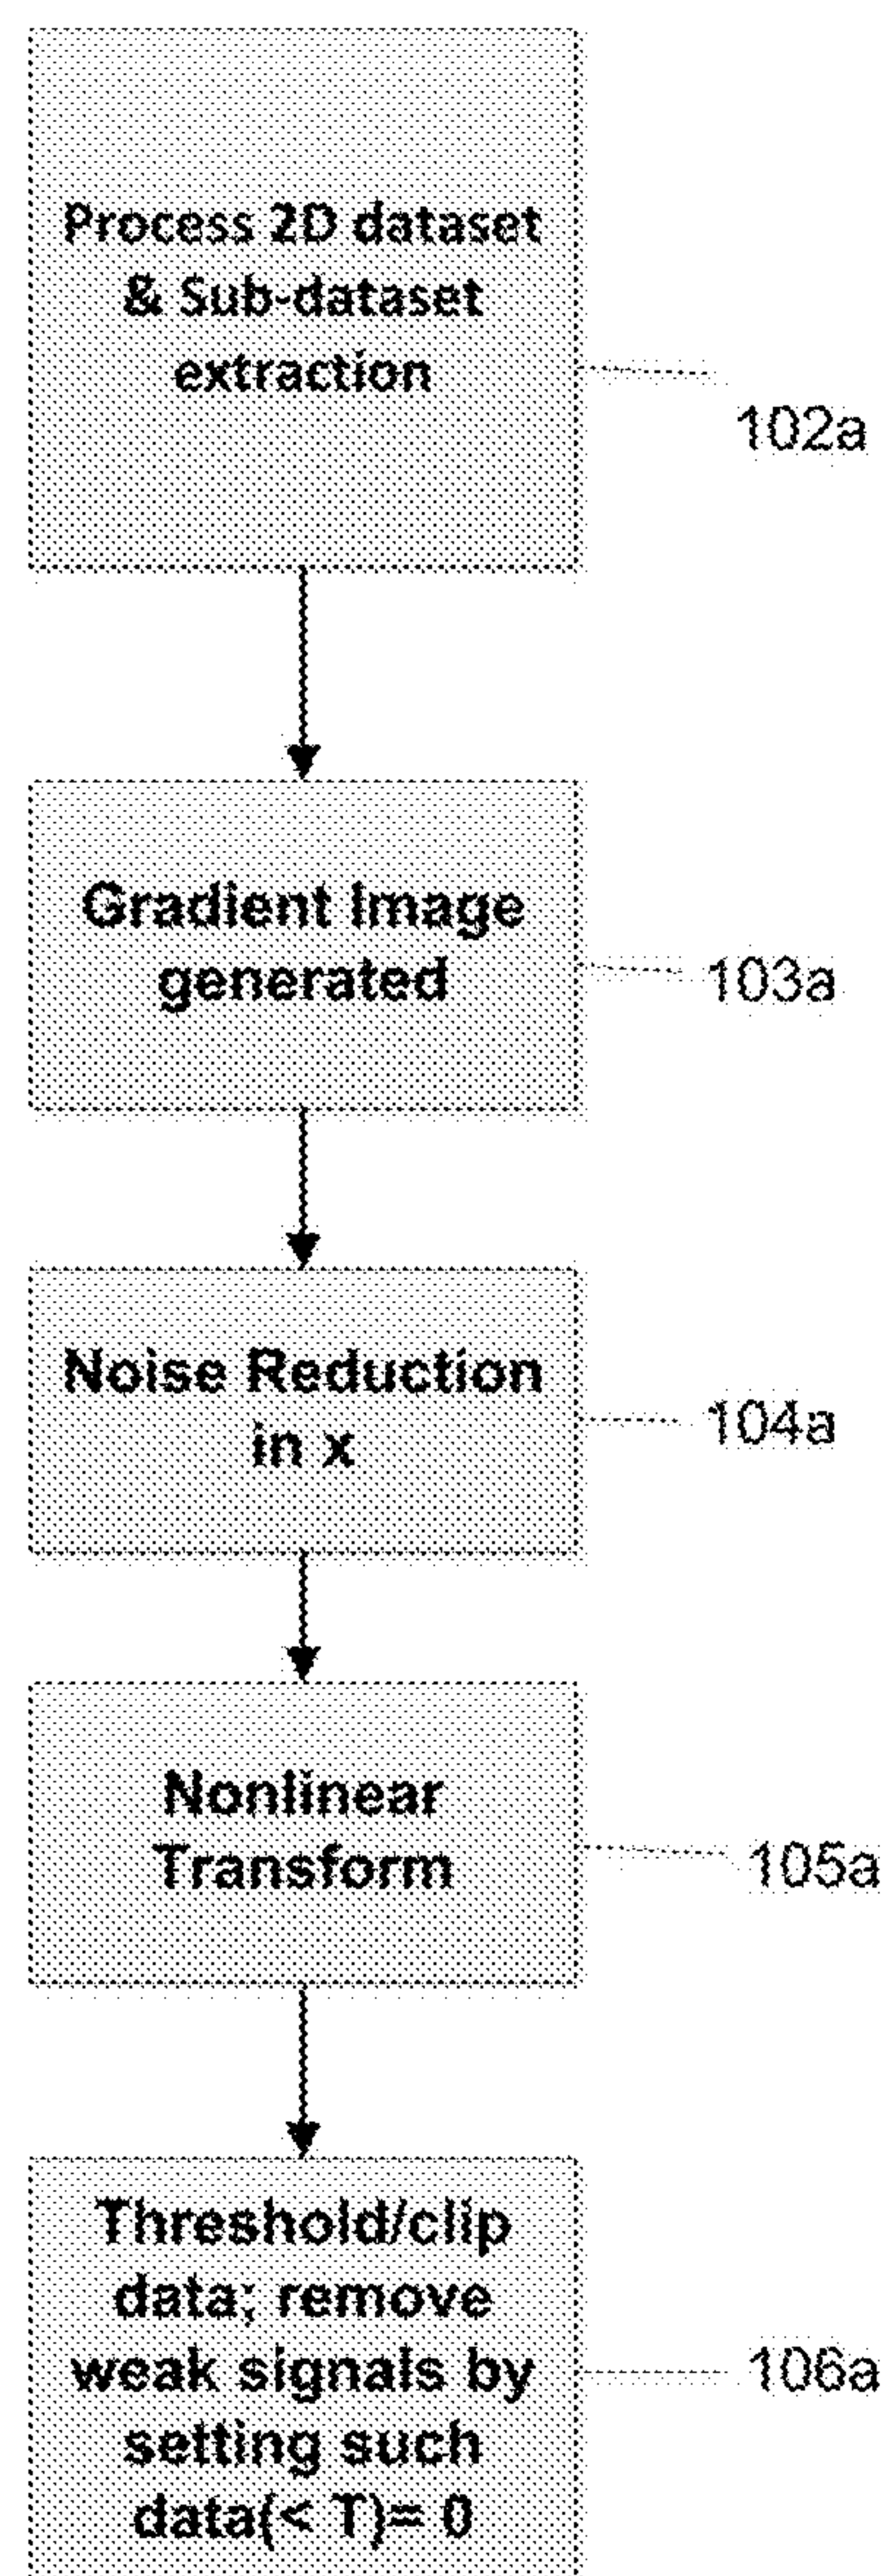 Process 2D dataset
& Sub-dataset
extraction
102a
Gradient Image
generated
103a
Noise Reduction
in x
104a
Nonlinear
Transform
105a
Threshold/clip
data; remove
weak signals by
setting such
data(< T)= 0
106a